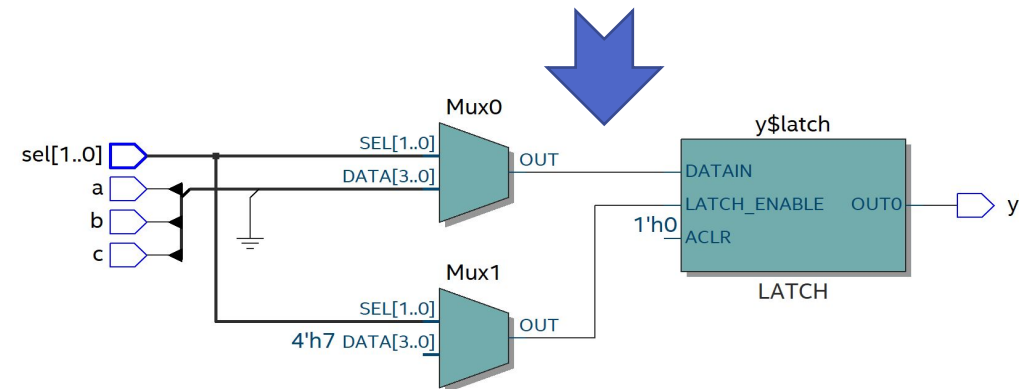 Mux0
y$latch
sel[1..0]
SEL[1..0]
OUT
DATAIN
a
DATA[3..0]
b
LATCH_ENABLE
OUT0
y
1'h0
ACLR
c
Mux1
LATCH
SEL[1..0]
OUT
4'h7
DATA[3..0]